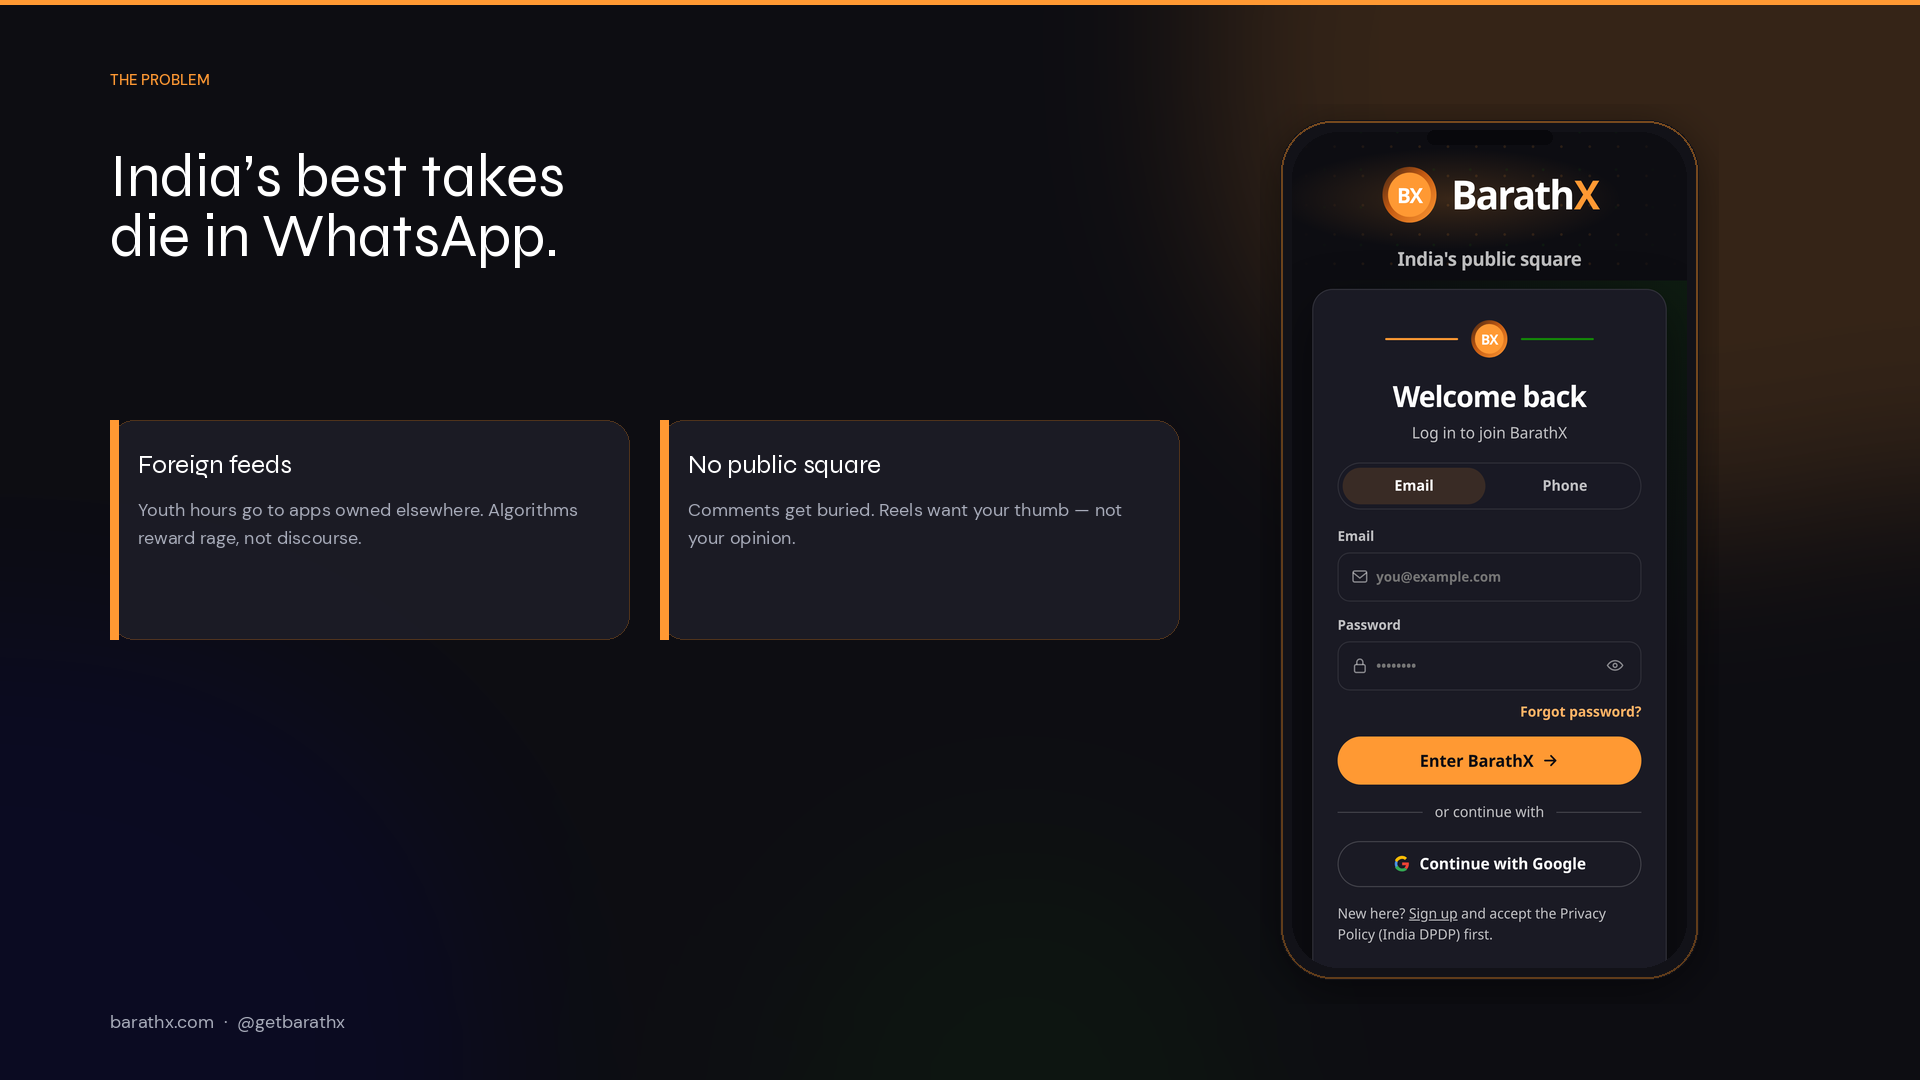 THE PROBLEM
India’s best takes
die in WhatsApp.
Foreign feeds
Youth hours go to apps owned elsewhere. Algorithms
reward rage, not discourse.
No public square
Comments get buried. Reels want your thumb — not
your opinion.
barathx.com · @getbarathx
BX BarathX
India's public square
BX
Welcome back
Log in to join BarathX
Email Phone
Email
you@example.com
Password
••••••••
Forgot password?
Enter BarathX →
or continue with
G Continue with Google
New here? Sign up and accept the Privacy
Policy (India DPDP) first.